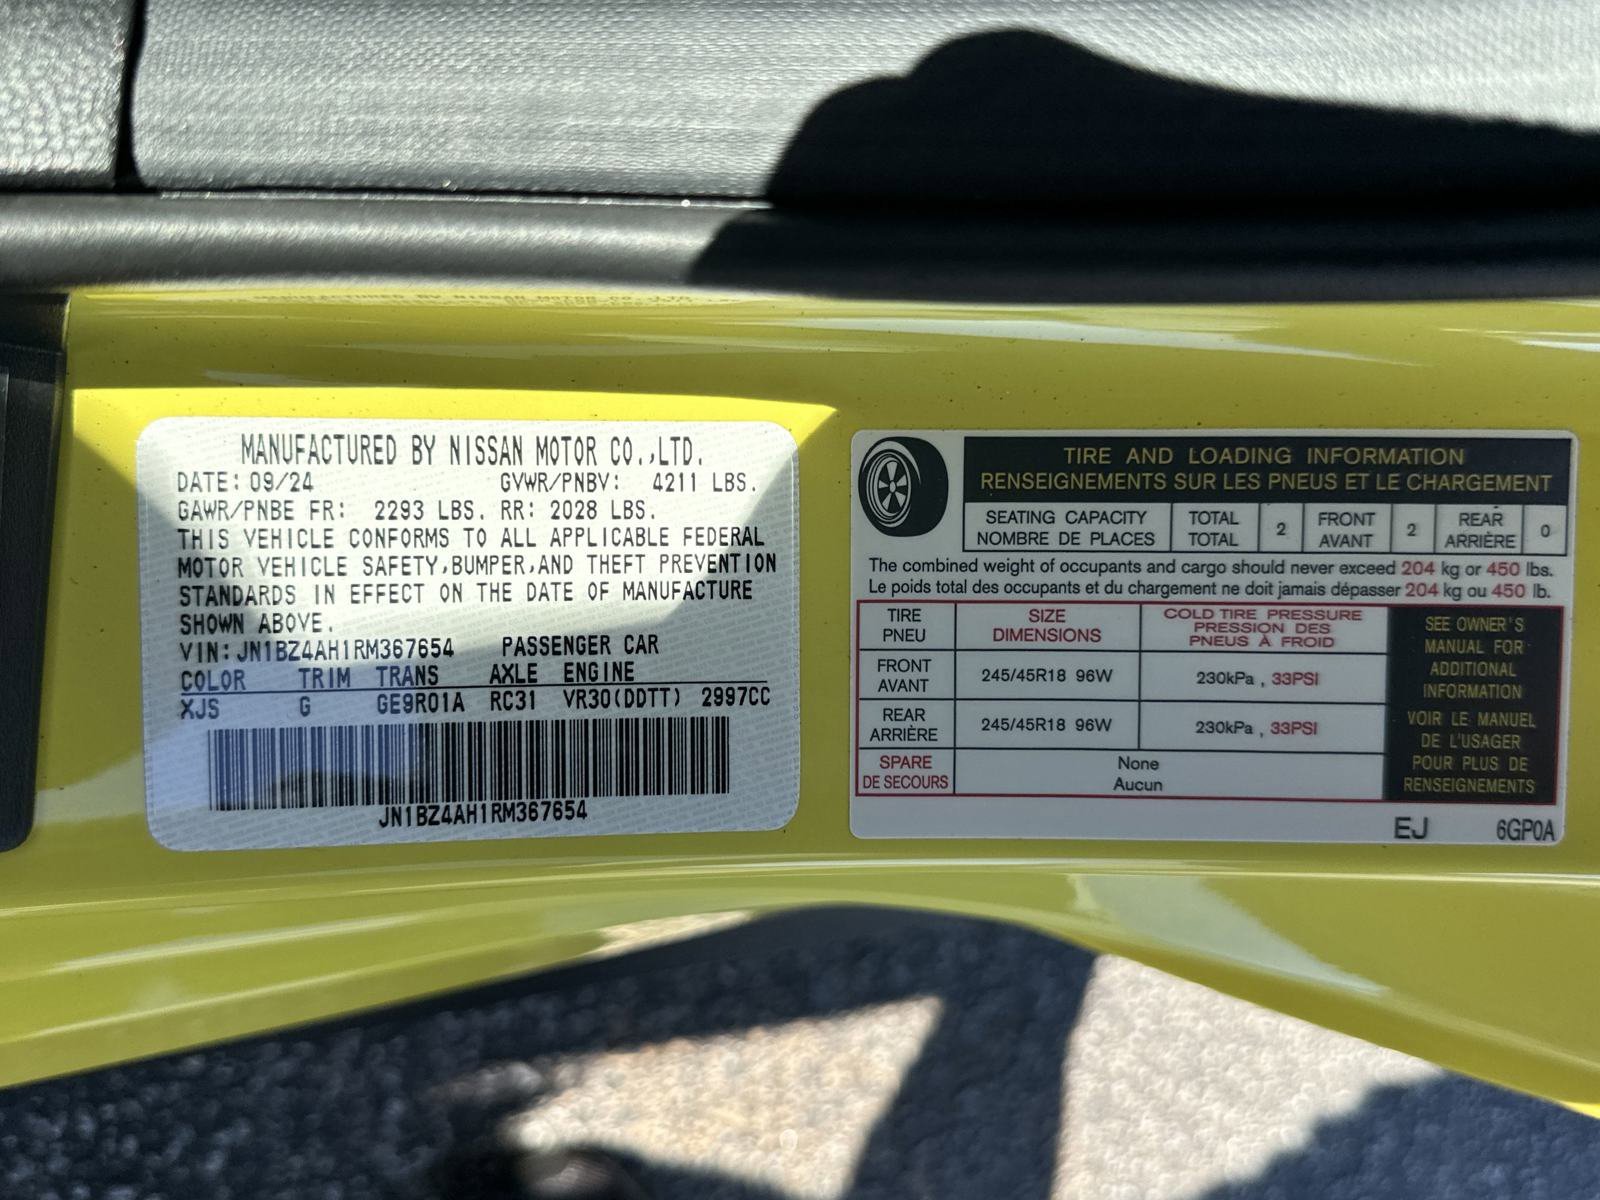 MANUFACTURED BY NISSAN MOTOR CO.,LTD.
DATE: 09/24 GVWR/PNBV: 4211 LBS.
GAWR/PNBE FR: 2293 LBS. RR: 2028 LBS.
THIS VEHICLE CONFORMS TO ALL APPLICABLE FEDERAL
MOTOR VEHICLE SAFETY,BUMPER,AND THEFT PREVENTION
STANDARDS IN EFFECT ON THE DATE OF MANUFACTURE
SHOWN ABOVE.
VIN: JN1BZ4AH1RM367654 PASSENGER CAR
COLOR TRIM TRANS AXLE ENGINE
XJS G GE9R01A RC31 VR30(DDTT) 2997CC
JN1BZ4AH1RM367654
TIRE AND LOADING INFORMATION
RENSEIGNEMENTS SUR LES PNEUS ET LE CHARGEMENT
SEATING CAPACITY
NOMBRE DE PLACES
TOTAL
TOTAL
2
FRONT
AVANT
2
REAR
ARRIÈRE
0
The combined weight of occupants and cargo should never exceed 204 kg or 450 lbs.
Le poids total des occupants et du chargement ne doit jamais dépasser 204 kg ou 450 lb.
TIRE
PNEU
SIZE
DIMENSIONS
COLD TIRE PRESSURE
PRESSION DES
PNEUS À FROID
FRONT
AVANT
245/45R18 96W
230kPa , 33PSI
REAR
ARRIÈRE
245/45R18 96W
230kPa , 33PSI
SPARE
DE SECOURS
None
Aucun
SEE OWNER'S
MANUAL FOR
ADDITIONAL
INFORMATION
VOIR LE MANUEL
DE L'USAGER
POUR PLUS DE
RENSEIGNEMENTS
EJ 6GP0A